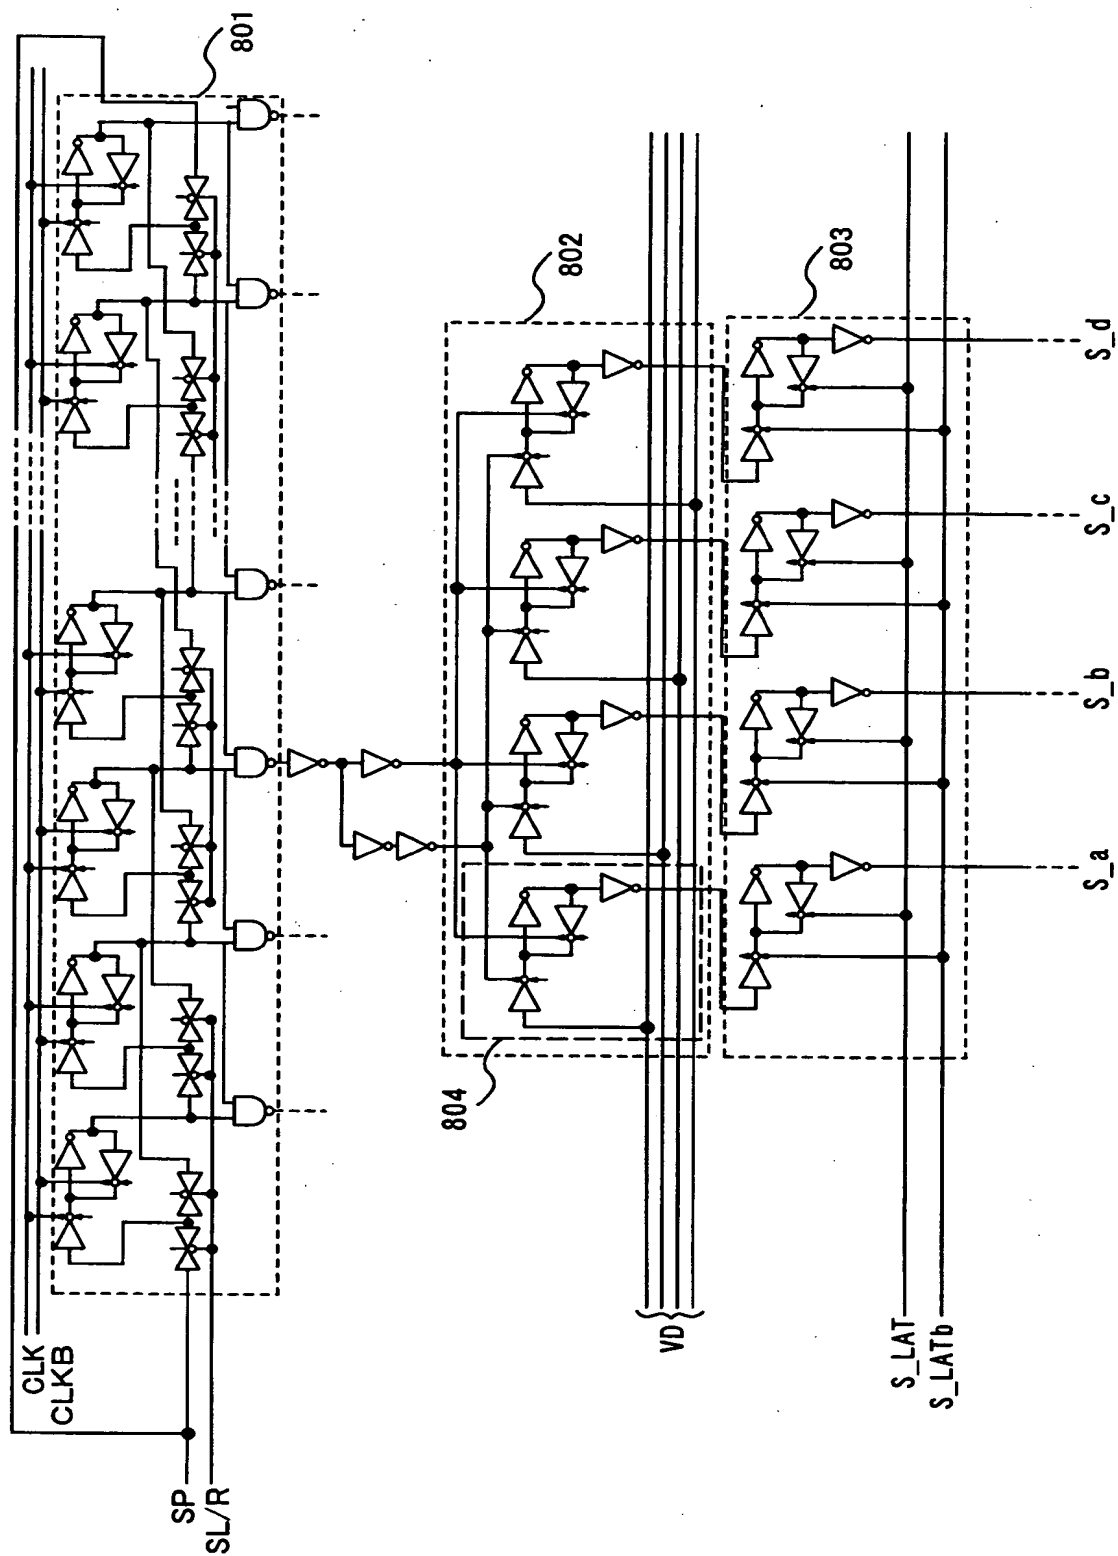 801
802
803
804
CLK
CLKB
SP
SL/R
VD
S_LAT
S_LATb
S_a
S_b
S_c
S_d